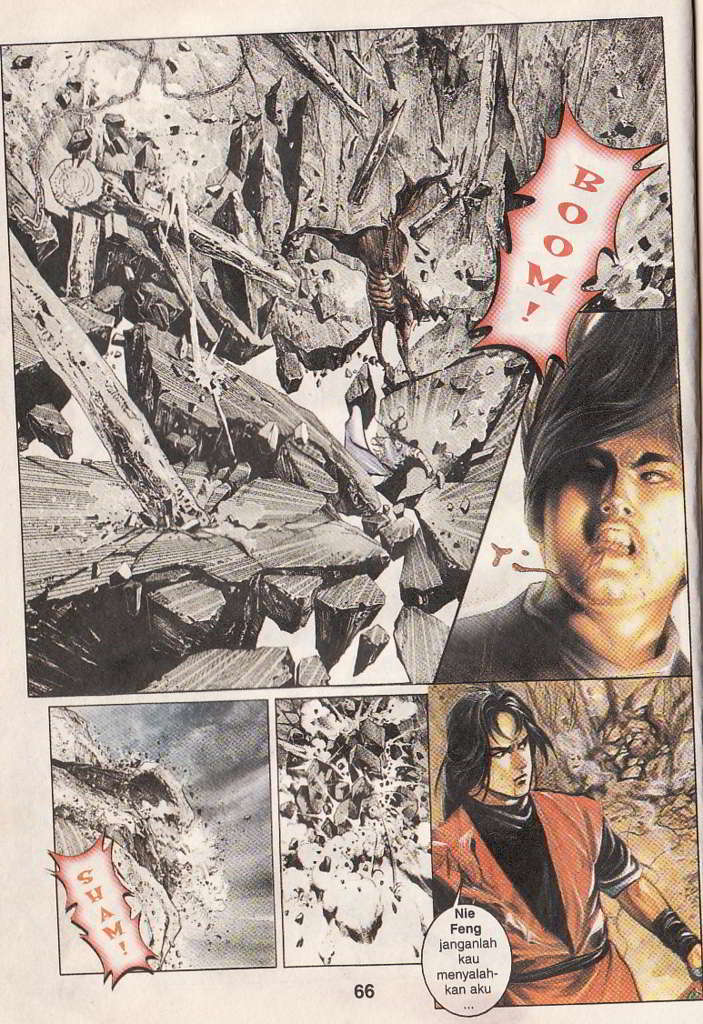 BOOM!
SHAM!
Nie
Feng
janganlah
kau
menyalah-
kan aku
...
66